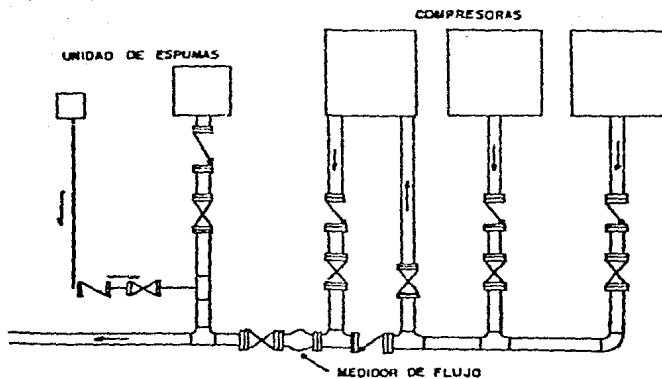 COMPRESORAS
UNIDAD DE ESPUMAS
MEDIDOR DE FLUJO